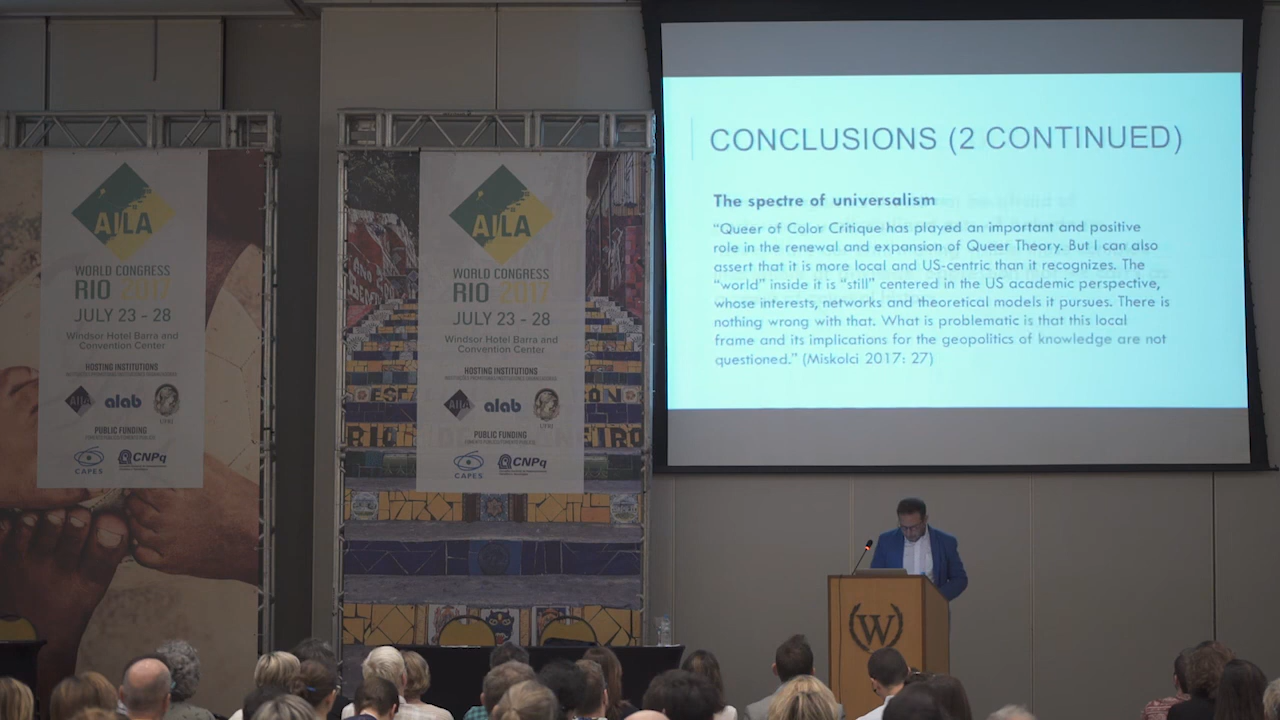 AILA
WORLD CONGRESS
RIO 2017
JULY 23 - 28
Windsor Hotel Barra and
Convention Center
HOSTING INSTITUTIONS
AILA
alab
PUBLIC FUNDING
CAPES
CNPq
AILA
WORLD CONGRESS
RIO 2017
JULY 23 - 28
Windsor Hotel Barra and
Convention Center
HOSTING INSTITUTIONS
AILA
alab
UFRJ
PUBLIC FUNDING
CAPES
CNPq
CONCLUSIONS (2 CONTINUED)
The spectre of universalism
“Queer of Color Critique has played an important and positive
role in the renewal and expansion of Queer Theory. But I can also
assert that it is more local and US-centric than it recognizes. The
“world” inside it is “still” centered in the US academic perspective,
whose interests, networks and theoretical models it pursues. There is
nothing wrong with that. What is problematic is that this local
frame and its implications for the geopolitics of knowledge are not
questioned.” (Miskolci 2017: 27)
W